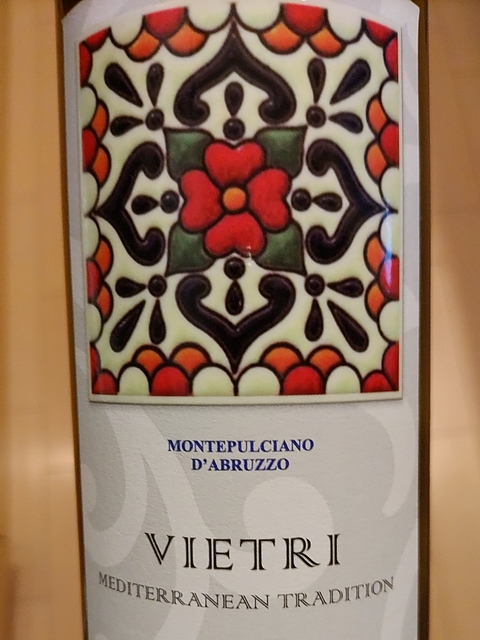 MONTEPULCIANO
D'ABRUZZO
VIETRI
MEDITERRANEAN TRADITION